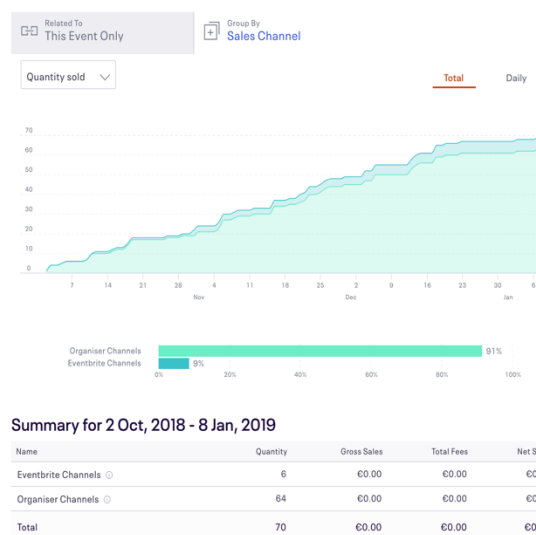 Related To
This Event Only
Group By
Sales Channel
Quantity sold
Total Daily
70
60
50
40
30
20
10
0
7 14 21 28 4 11 18 25 2 9 16 23 30 6
Nov Dec Jan
Organiser Channels 91%
Eventbrite Channels 9%
0% 20% 40% 60% 80% 100%
Summary for 2 Oct, 2018 - 8 Jan, 2019
Name Quantity Gross Sales Total Fees Net S
Eventbrite Channels 6 €0.00 €0.00 €0
Organiser Channels 64 €0.00 €0.00 €0
Total 70 €0.00 €0.00 €0